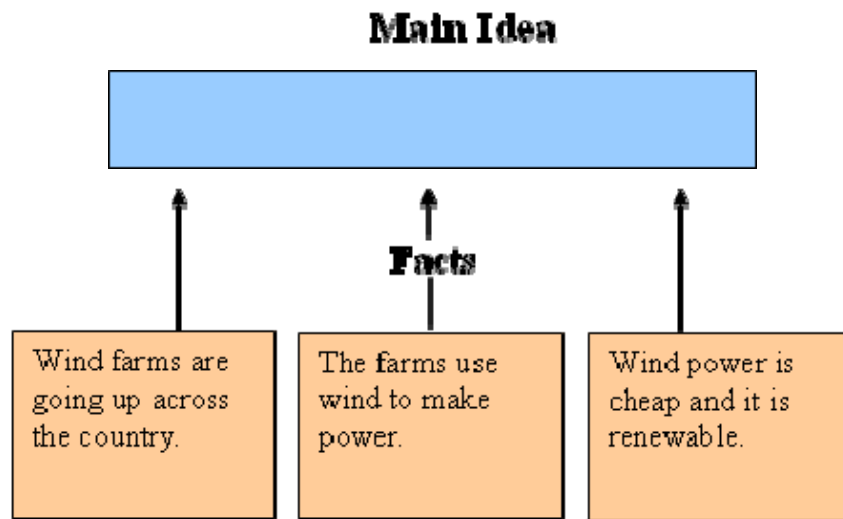 Main Idea
Facts
Wind farms are
going up across
the country.
The farms use
wind to make
power.
Wind power is
cheap and it is
renewable.